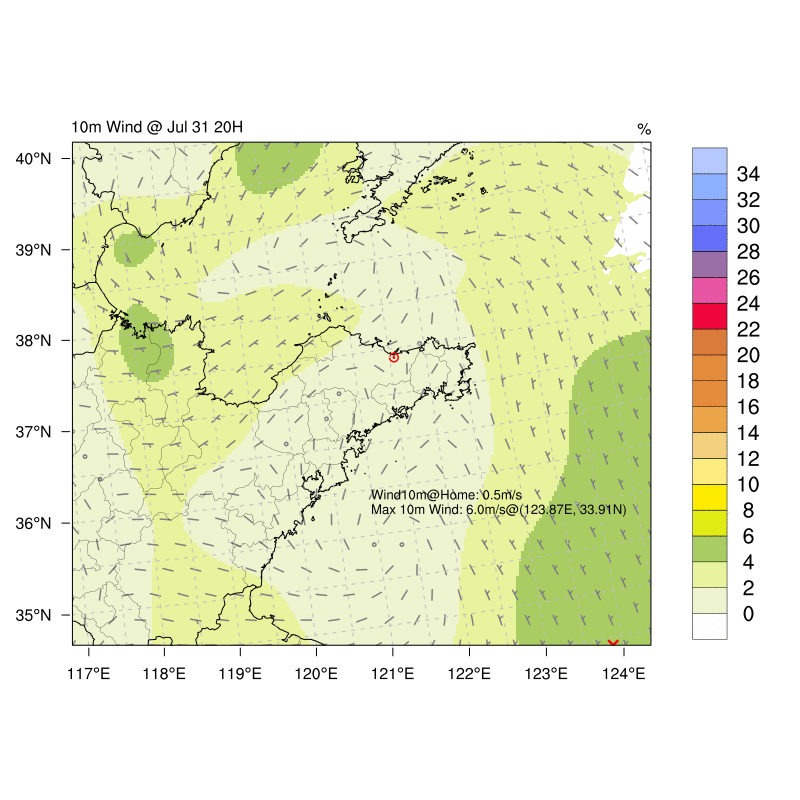 10m Wind @ Jul 31 20H
%
40°N
39°N
38°N
37°N
36°N
35°N
117°E
118°E
119°E
120°E
121°E
122°E
123°E
124°E
Wind10m@Home: 0.5m/s
Max 10m Wind: 6.0m/s@(123.87E, 33.91N)
34
32
30
28
26
24
22
20
18
16
14
12
10
8
6
4
2
0